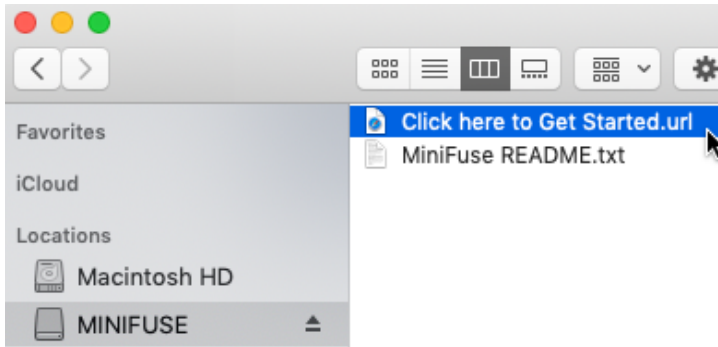 Favorites
iCloud
Locations
Macintosh HD
MINIFUSE
Click here to Get Started.url
MiniFuse README.txt